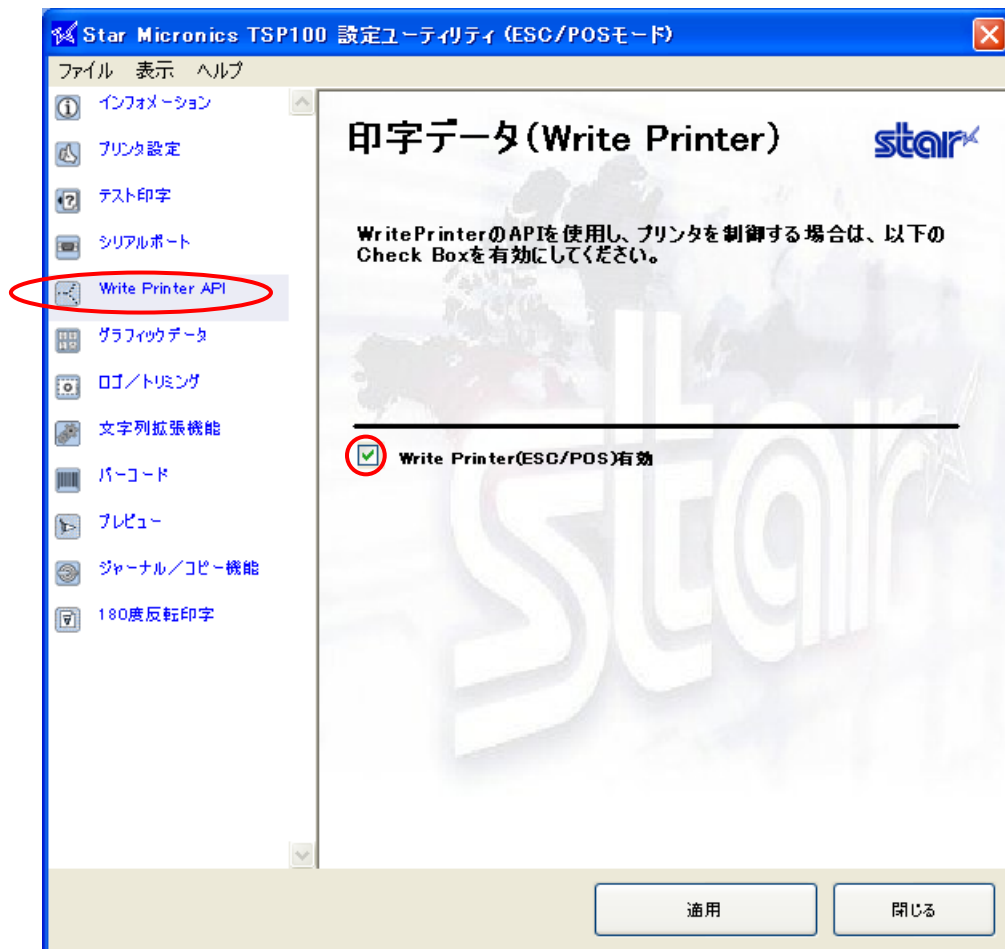 Star Micronics TSP100 設定ユーティリティ (ESC/POSモード)
ファイル 表示 ヘルプ
インフォメーション
プリンタ設定
テスト印字
シリアルポート
Write Printer API
グラフィックデータ
ロゴ/トリミング
文字列拡張機能
バーコード
プレビュー
ジャーナル/コピー機能
180度反転印字
印字データ(Write Printer)
star
WritePrinterのAPIを使用し、プリンタを制御する場合は、以下の
Check Boxを有効にしてください。
star
Write Printer(ESC/POS)有効
適用
閉じる